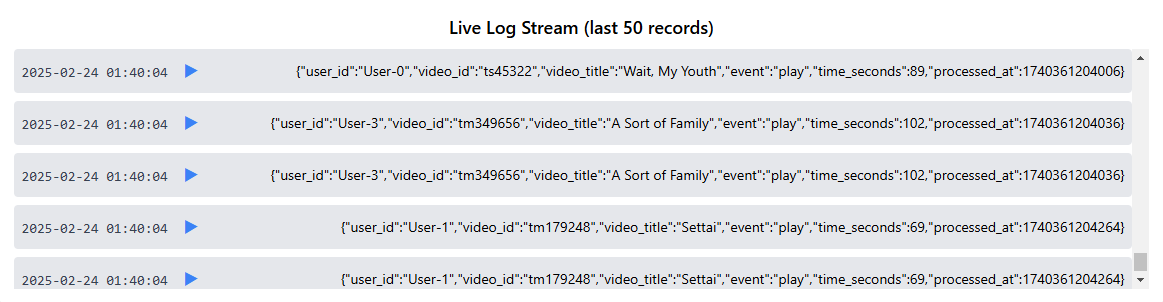 Live Log Stream (last 50 records)
2025-02-24 01:40:04 {"user_id":"User-0","video_id":"ts45322","video_title":"Wait, My Youth","event":"play","time_seconds":89,"processed_at":1740361204006}
2025-02-24 01:40:04 {"user_id":"User-3","video_id":"tm349656","video_title":"A Sort of Family","event":"play","time_seconds":102,"processed_at":1740361204036}
2025-02-24 01:40:04 {"user_id":"User-3","video_id":"tm349656","video_title":"A Sort of Family","event":"play","time_seconds":102,"processed_at":1740361204036}
2025-02-24 01:40:04 {"user_id":"User-1","video_id":"tm179248","video_title":"Settai","event":"play","time_seconds":69,"processed_at":1740361204264}
2025-02-24 01:40:04 {"user_id":"User-1","video_id":"tm179248","video_title":"Settai","event":"play","time_seconds":69,"processed_at":1740361204264}